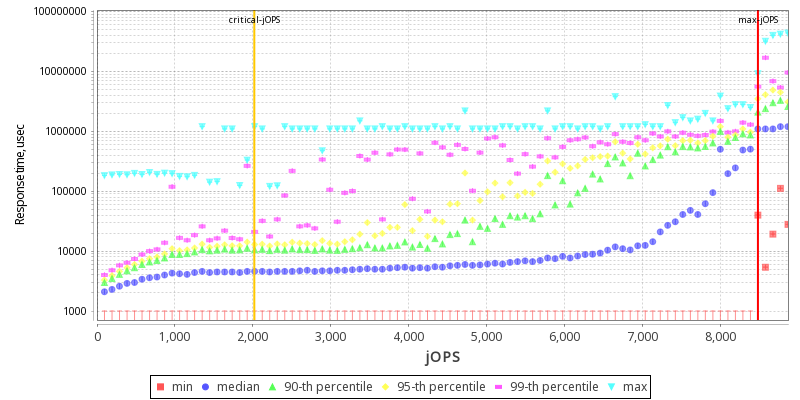 critical-jOPS
max-jOPS
100000000
10000000
1000000
100000
10000
1000
Response time, usec
0
1,000
2,000
3,000
4,000
5,000
6,000
7,000
8,000
jOPS
min
median
90-th percentile
95-th percentile
99-th percentile
max